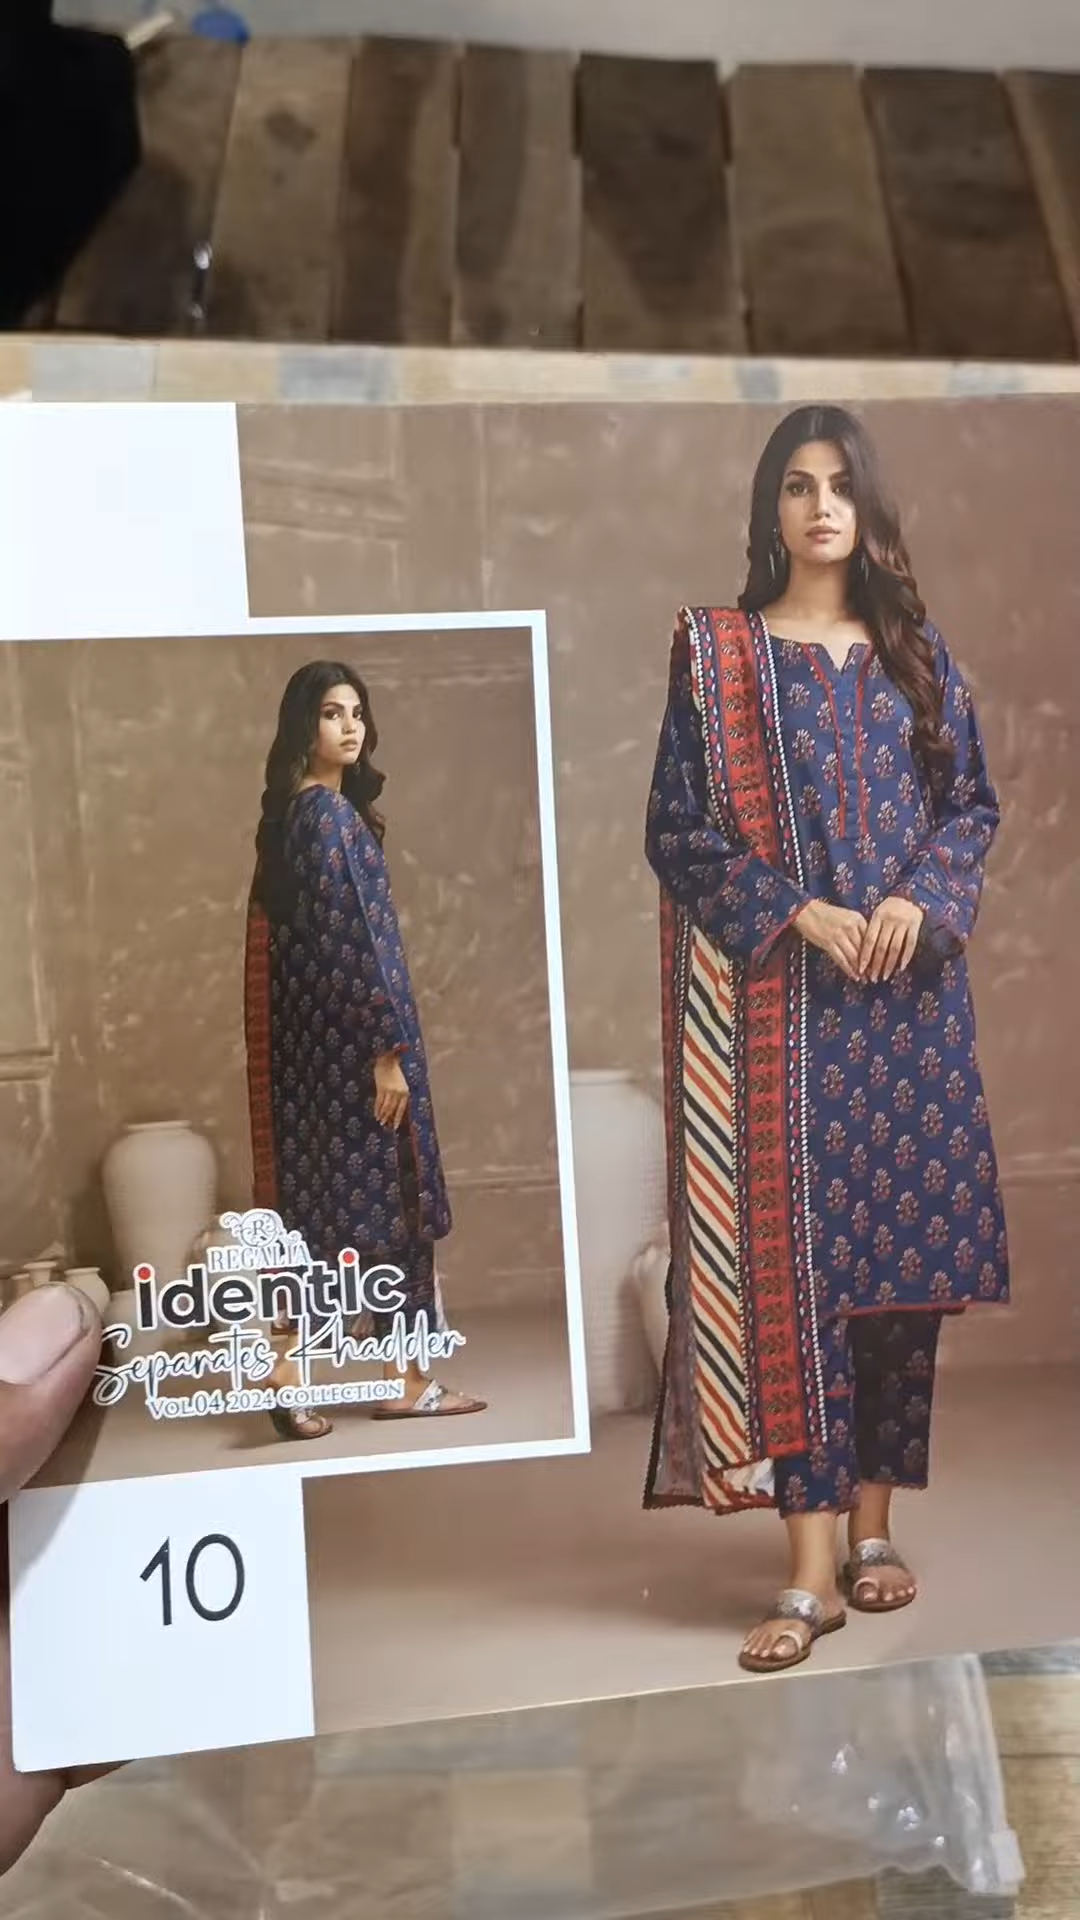 R
REGALIA
identic
Separates Khadder
VOL.04 2024 COLLECTION
10